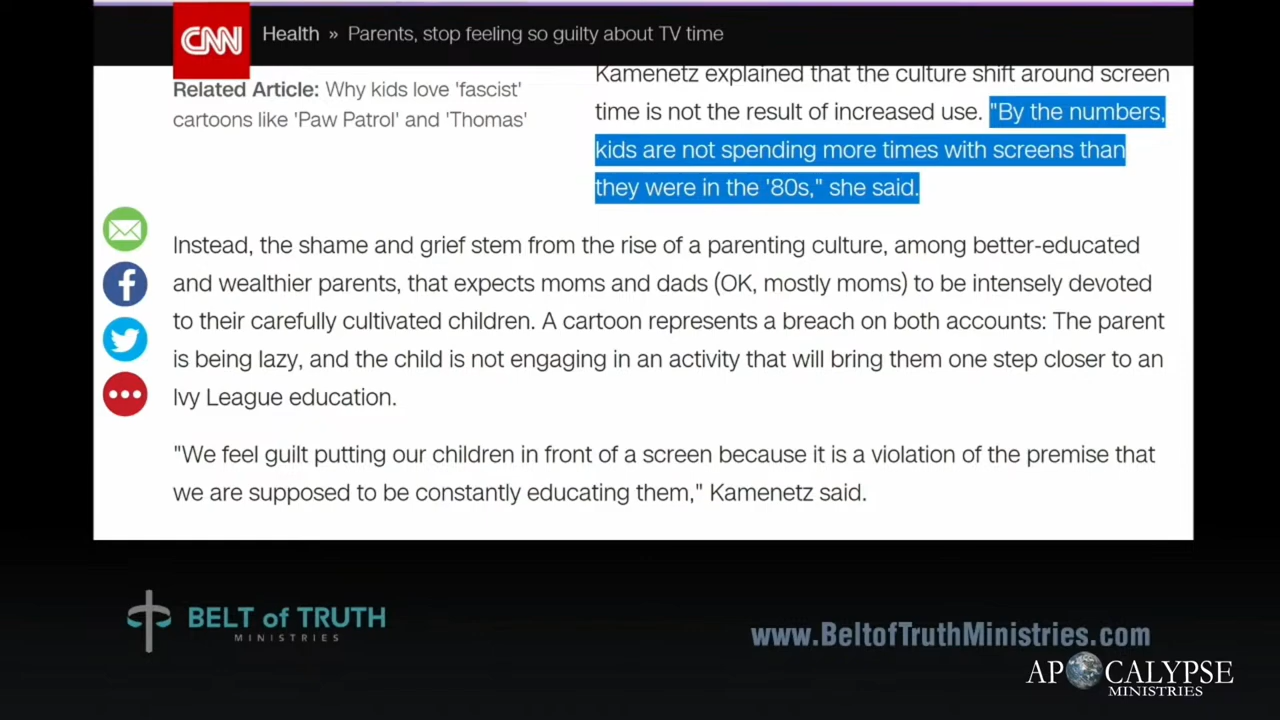 CNN Health » Parents, stop feeling so guilty about TV time
Related Article: Why kids love 'fascist'
cartoons like 'Paw Patrol' and 'Thomas'
Kamenetz explained that the culture shift around screen
time is not the result of increased use. "By the numbers,
kids are not spending more times with screens than
they were in the '80s," she said.
Instead, the shame and grief stem from the rise of a parenting culture, among better-educated
and wealthier parents, that expects moms and dads (OK, mostly moms) to be intensely devoted
to their carefully cultivated children. A cartoon represents a breach on both accounts: The parent
is being lazy, and the child is not engaging in an activity that will bring them one step closer to an
Ivy League education.
"We feel guilt putting our children in front of a screen because it is a violation of the premise that
we are supposed to be constantly educating them," Kamenetz said.
BELT of TRUTH
MINISTRIES
www.BeltofTruthMinistries.com
APOCALYPSE
MINISTRIES